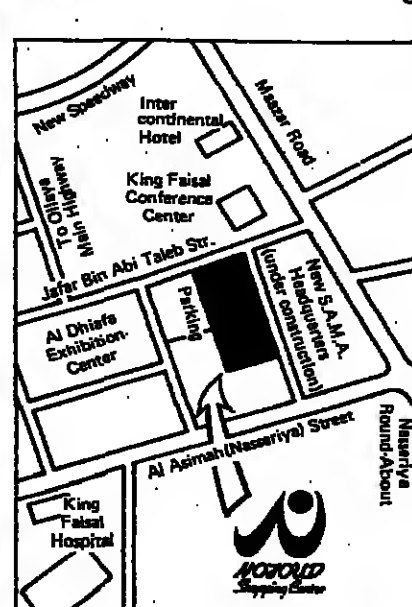 New Speedway
Inter
continental
Hotel
Maazar Road
King Faisal
Conference
Center
To Ollaya
Main Highway
Jafar Bin Abi Taleb Str.
Parking
New S.A.M.A.
Headquarters
(under construction)
Al Dhiafa
Exhibition
Center
Nasseriya
Round-About
Al Asimah (Nasseriya) Street
King
Faisal
Hospital
Shopping Center